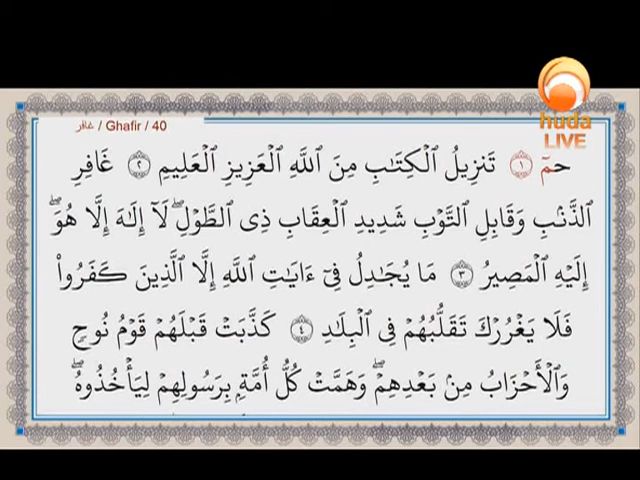 huda
LIVE
غافر / Ghafir / 40
حمٓ ١ تَنزِيلُ ٱلْكِتَٰبِ مِنَ ٱللَّهِ ٱلْعَزِيزِ ٱلْعَلِيمِ ٢ غَافِرِ
ٱلذَّنۢبِ وَقَابِلِ ٱلتَّوْبِ شَدِيدِ ٱلْعِقَابِ ذِى ٱلطَّوْلِ ۖ لَآ إِلَٰهَ إِلَّا هُوَ ۖ
إِلَيْهِ ٱلْمَصِيرُ ٣ مَا يُجَٰدِلُ فِىٓ ءَايَٰتِ ٱللَّهِ إِلَّا ٱلَّذِينَ كَفَرُوا۟
فَلَا يَغْرُرْكَ تَقَلُّبُهُمْ فِى ٱلْبِلَٰدِ ٤ كَذَّبَتْ قَبْلَهُمْ قَوْمُ نُوحٍ
وَٱلْأَحْزَابُ مِنۢ بَعْدِهِمْ ۖ وَهَمَّتْ كُلُّ أُمَّةٍۭ بِرَسُولِهِمْ لِيَأْخُذُوهُ ۖ